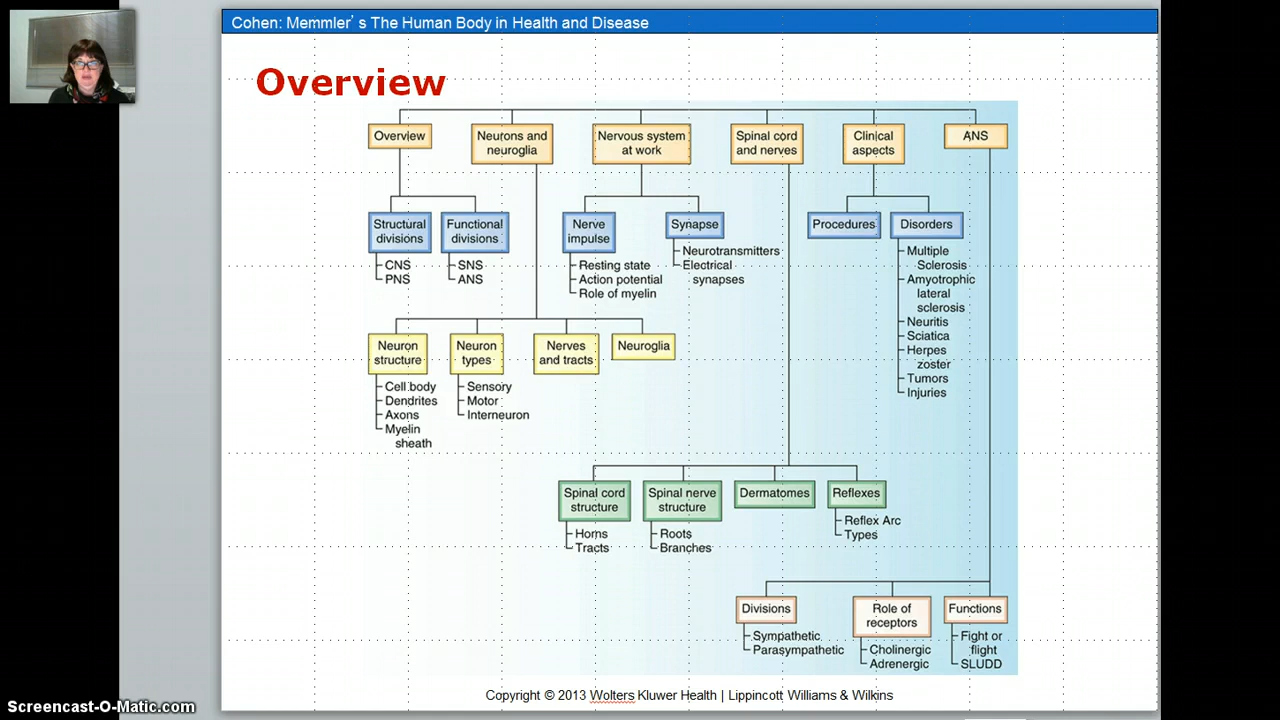 Cohen: Memmler’s The Human Body in Health and Disease
Overview
Overview
Neurons and
neuroglia
Nervous system
at work
Spinal cord
and nerves
Clinical
aspects
ANS
Structural
divisions
CNS
PNS
Functional
divisions
SNS
ANS
Nerve
impulse
Resting state
Action potential
Role of myelin
Synapse
Neurotransmitters
Electrical
synapses
Procedures
Disorders
Multiple
Sclerosis
Amyotrophic
lateral
sclerosis
Neuritis
Sciatica
Herpes
zoster
Tumors
Injuries
Neuron
structure
Cell body
Dendrites
Axons
Myelin
sheath
Neuron
types
Sensory
Motor
Interneuron
Nerves
and tracts
Neuroglia
Spinal cord
structure
Horns
Tracts
Spinal nerve
structure
Roots
Branches
Dermatomes
Reflexes
Reflex Arc
Types
Divisions
Sympathetic
Parasympathetic
Role of
receptors
Cholinergic
Adrenergic
Functions
Fight or
flight
SLUDD
Copyright © 2013 Wolters Kluwer Health | Lippincott Williams & Wilkins
Screencast-O-Matic.com